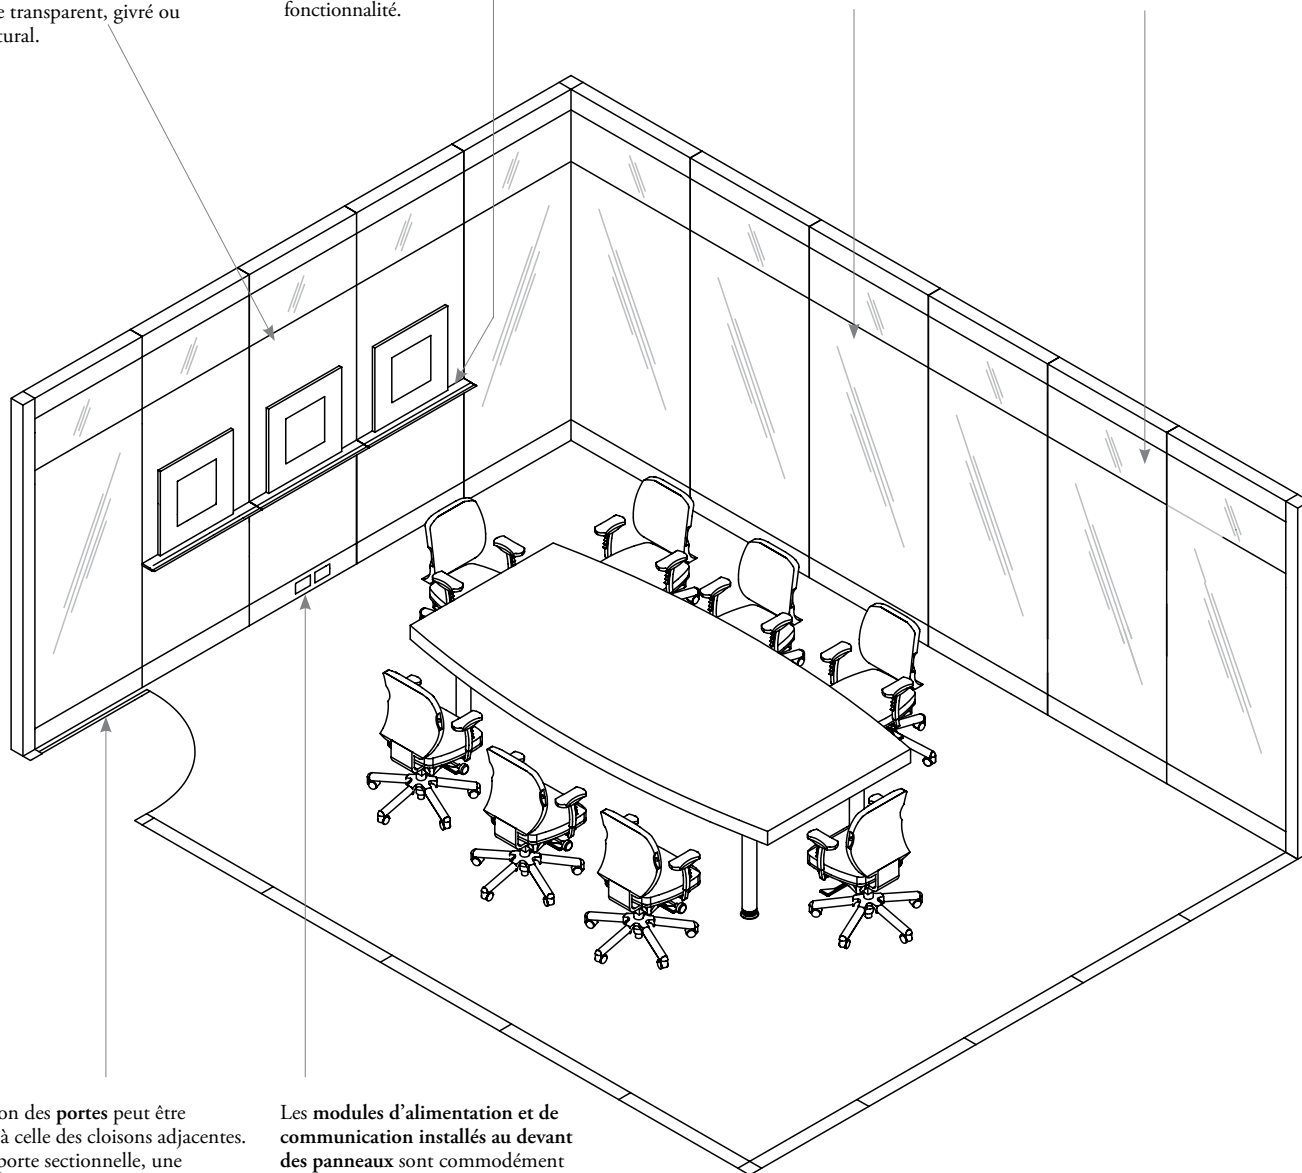 e transparent, givré ou
tural.
fonctionnalité.
on des portes peut être
à celle des cloisons adjacentes.
porte sectionnelle, une
Les modules d’alimentation et de
communication installés au devant
des panneaux sont commodément